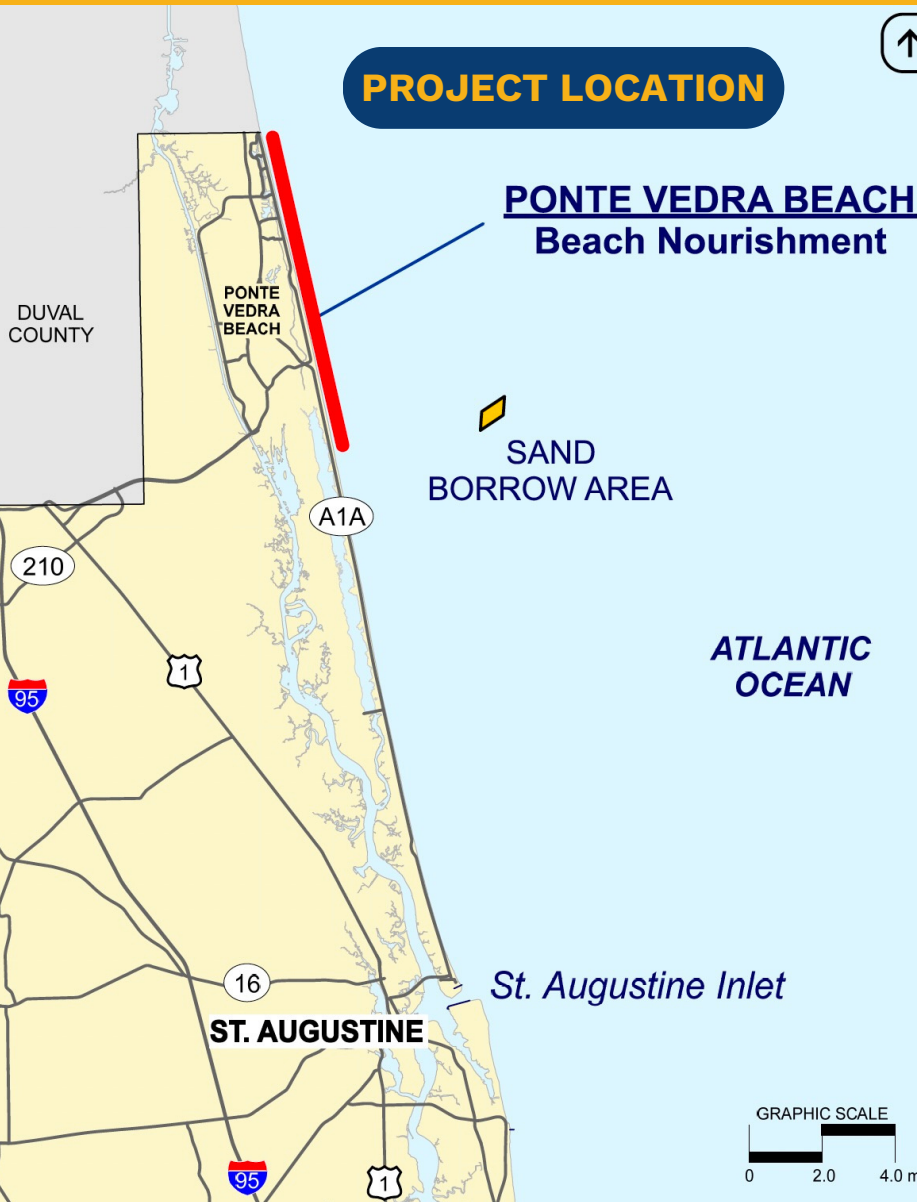 PROJECT LOCATION
PONTE VEDRA BEACH
Beach Nourishment
PONTE
VEDRA
BEACH
DUVAL
COUNTY
SAND
BORROW AREA
A1A
210
1
95
ATLANTIC
OCEAN
16
St. Augustine Inlet
ST. AUGUSTINE
GRAPHIC SCALE
0 2.0 4.0 m
95
1